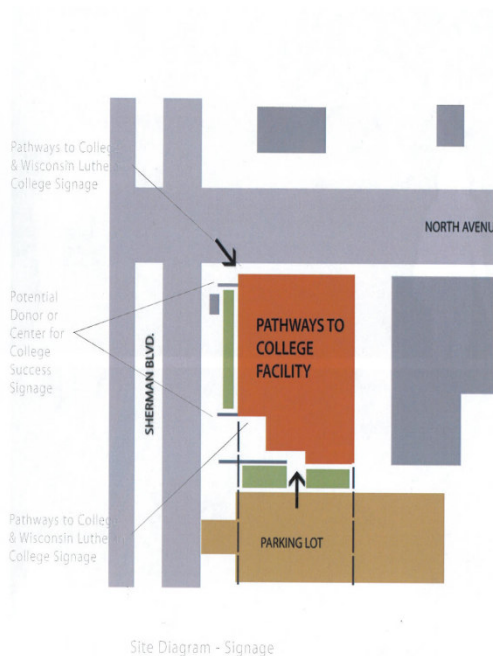 Pathways to College
& Wisconsin Luthe
College Signage
NORTH AVENU
Potential
Donor or
Center for
College
Success
Signage
SHERMAN BLVD.
PATHWAYS TO
COLLEGE
FACILITY
Pathways to College
& Wisconsin Luthe
College Signage
PARKING LOT
Site Diagram - Signage